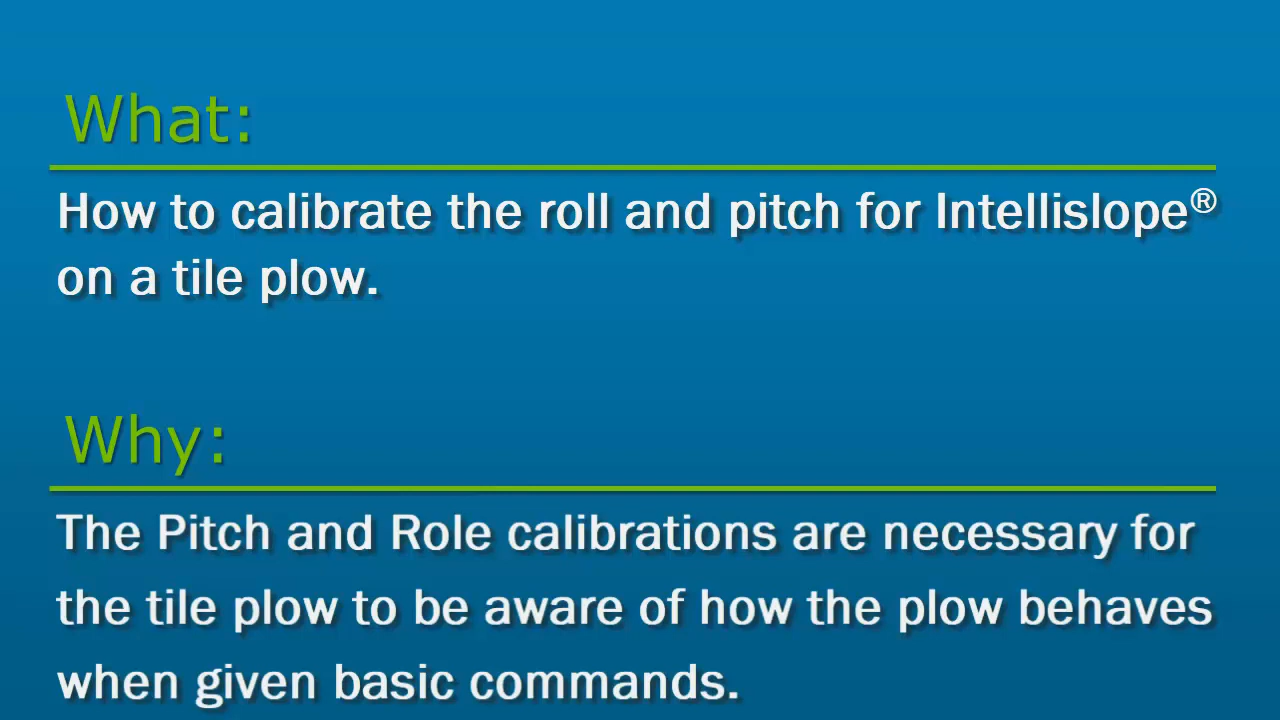 What:
How to calibrate the roll and pitch for Intellislope®
on a tile plow.
Why:
The Pitch and Role calibrations are necessary for
the tile plow to be aware of how the plow behaves
when given basic commands.